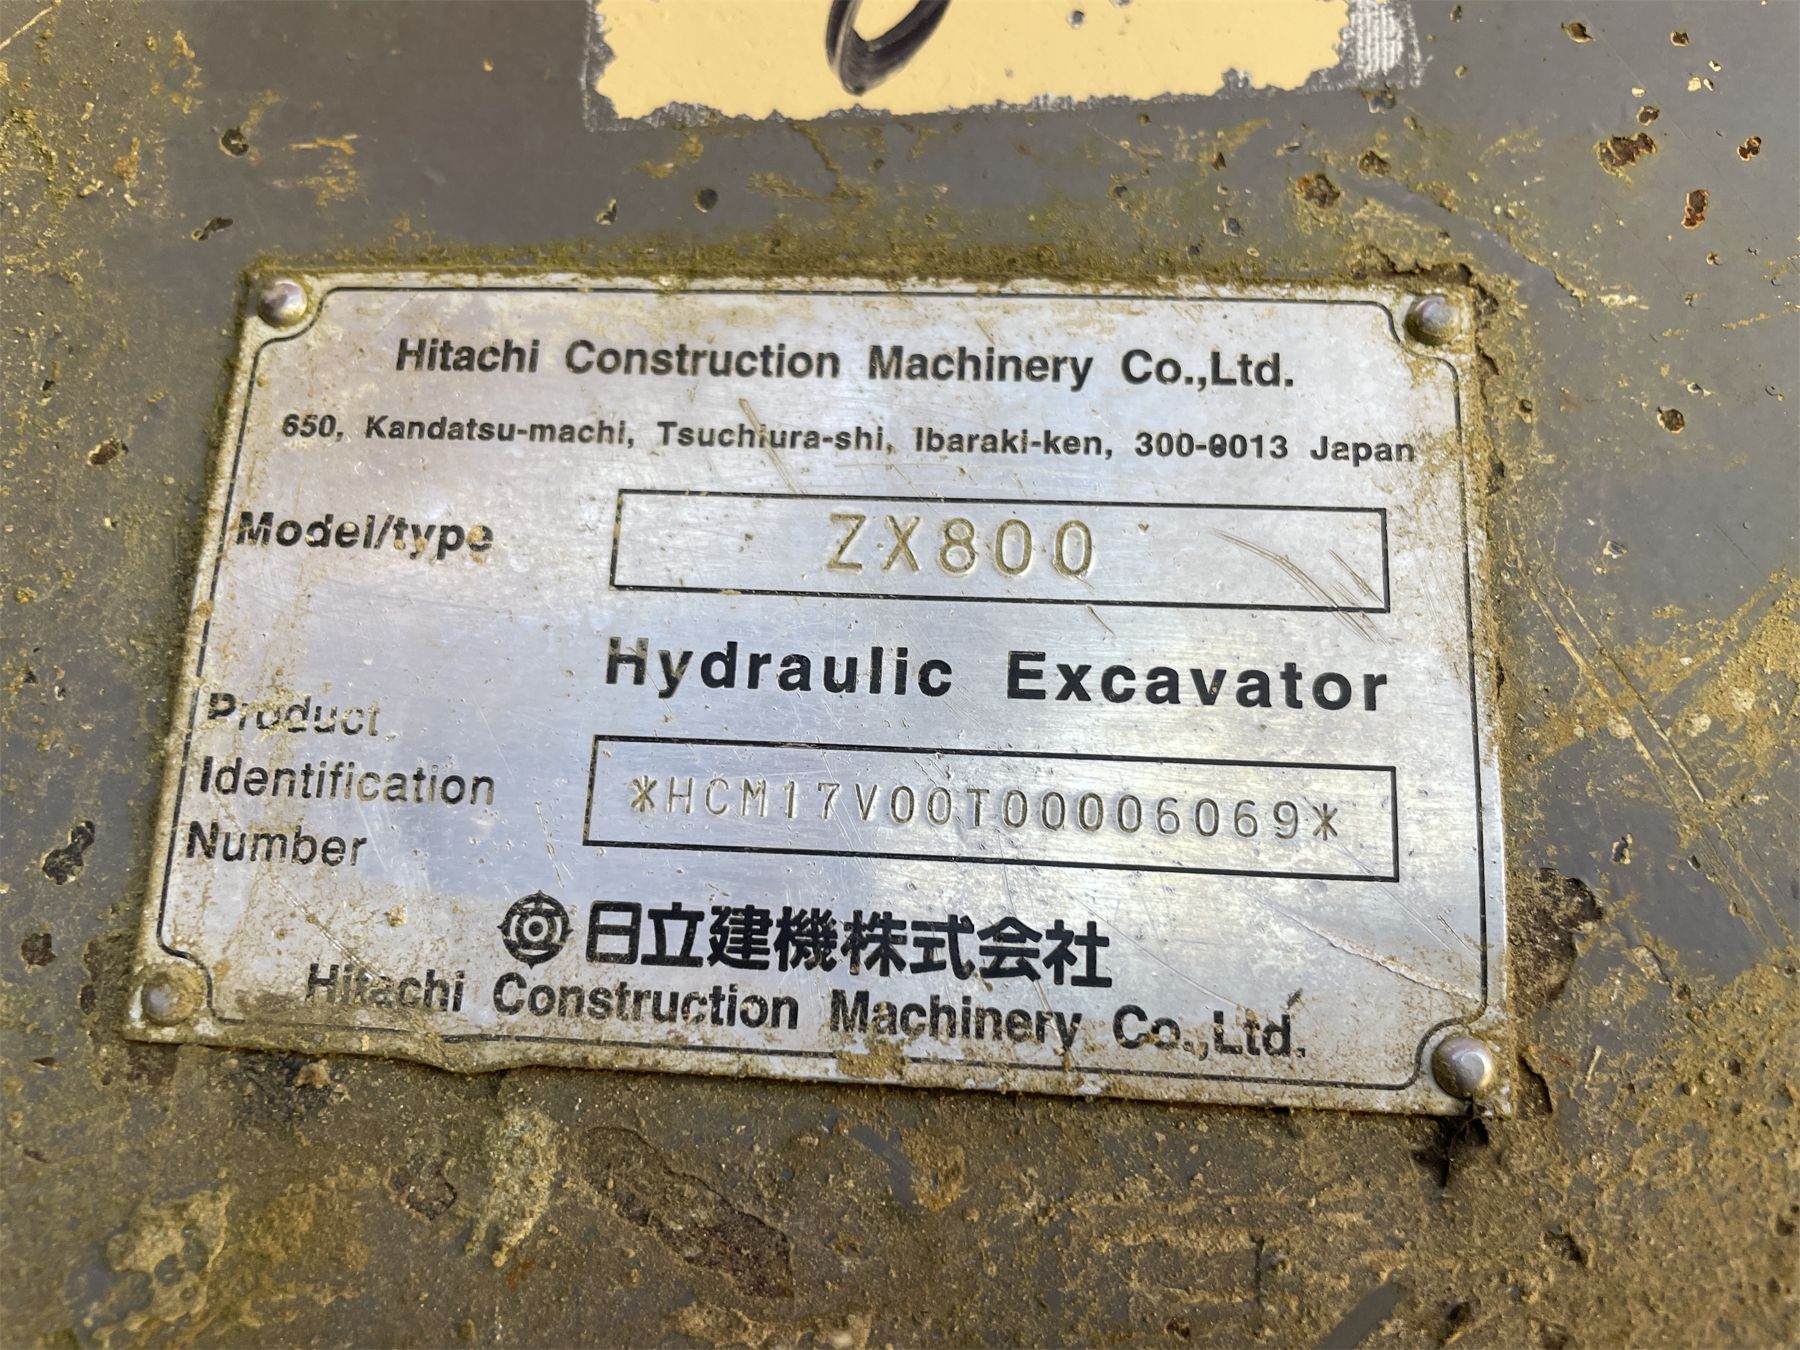 Hitachi Construction Machinery Co.,Ltd.
650, Kandatsu-machi, Tsuchiura-shi, Ibaraki-ken, 300-0013 Japan
Model/type ZX800
Hydraulic Excavator
Product
Identification
Number
*HCM17V00T00006069*
日立建機株式会社
Hitachi Construction Machinery Co.,Ltd.